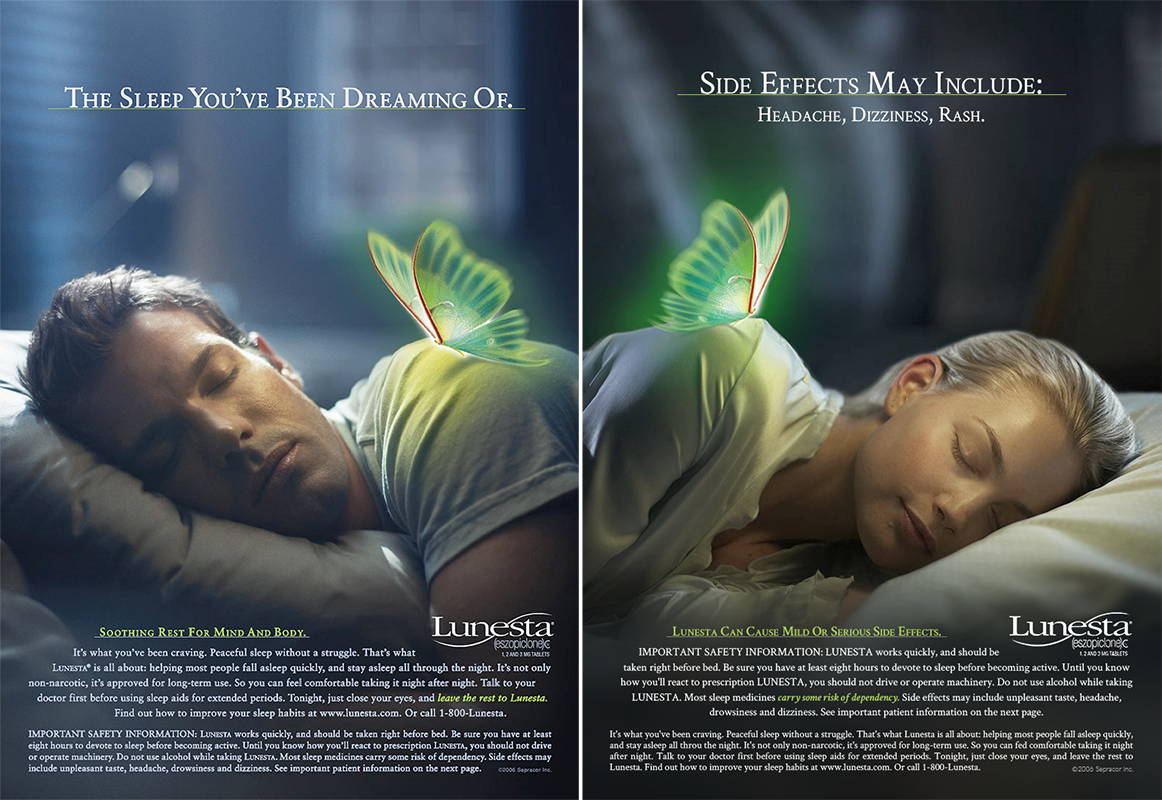 The Sleep You've Been Dreaming Of.
Soothing Rest For Mind And Body.
Lunesta®
(eszopiclone)C
1, 2 AND 3 MG TABLETS
It's what you've been craving. Peaceful sleep without a struggle. That's what
Lunesta® is all about: helping most people fall asleep quickly, and stay asleep all through the night. It's not only
non-narcotic, it's approved for long-term use. So you can feel comfortable taking it night after night. Talk to your
doctor first before using sleep aids for extended periods. Tonight, just close your eyes, and leave the rest to Lunesta.
Find out how to improve your sleep habits at www.lunesta.com. Or call 1-800-Lunesta.
IMPORTANT SAFETY INFORMATION: Lunesta works quickly, and should be taken right before bed. Be sure you have at least
eight hours to devote to sleep before becoming active. Until you know how you'll react to prescription Lunesta, you should not drive
or operate machinery. Do not use alcohol while taking Lunesta. Most sleep medicines carry some risk of dependency. Side effects may
include unpleasant taste, headache, drowsiness and dizziness. See important patient information on the next page.
©2006 Sepracor Inc.
Side Effects May Include:
Headache, Dizziness, Rash.
Lunesta Can Cause Mild Or Serious Side Effects.
Lunesta®
(eszopiclone)C
1, 2 AND 3 MG TABLETS
IMPORTANT SAFETY INFORMATION: LUNESTA works quickly, and should be
taken right before bed. Be sure you have at least eight hours to devote to sleep before becoming active. Until you know
how you'll react to prescription LUNESTA, you should not drive or operate machinery. Do not use alcohol while taking
LUNESTA. Most sleep medicines carry some risk of dependency. Side effects may include unpleasant taste, headache,
drowsiness and dizziness. See important patient information on the next page.
It's what you've been craving. Peaceful sleep without a struggle. That's what Lunesta is all about: helping most people fall asleep quickly,
and stay asleep all throu the night. It's not only non-narcotic, it's approved for long-term use. So you can fed comfortable taking it night
after night. Talk to your doctor first before using sleep aids for extended periods. Tonight, just close your eyes, and leave the rest to
Lunesta. Find out how to improve your sleep habits at www.lunesta.com. Or call 1-800-Lunesta.
©2006 Sepracor Inc.